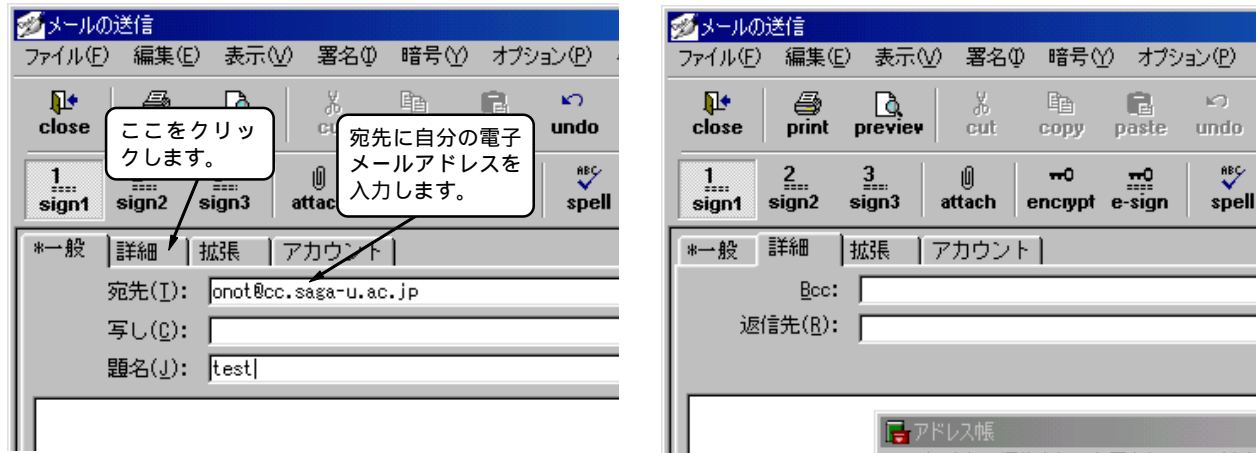 メールの送信
ファイル(F) 編集(E) 表示(V) 署名(I) 暗号(Y) オプション(P)
close
undo
ここをクリッ
クします。
宛先に自分の電子
メールアドレスを
入力します。
1
sign1 sign2 sign3 attac spell
*一般 詳細 拡張 アカウント
宛先(T): onot@cc.saga-u.ac.jp
写し(C):
題名(J): test
メールの送信
ファイル(F) 編集(E) 表示(V) 署名(I) 暗号(Y) オプション(P)
close print preview cut copy paste undo
1 2 3
sign1 sign2 sign3 attach encrypt e-sign spell
*一般 詳細 拡張 アカウント
Bcc:
返信先(R):
アドレス帳